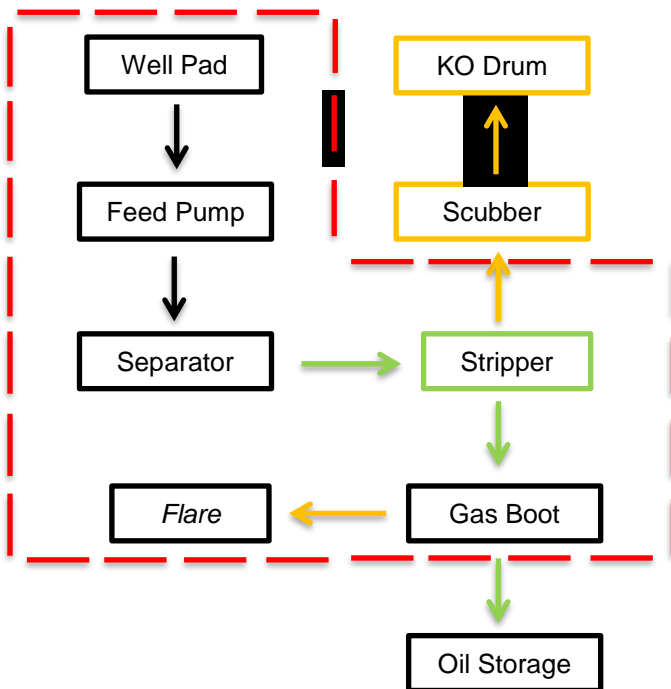 Well Pad
KO Drum
Feed Pump
Scubber
Separator
Stripper
Flare
Gas Boot
Oil Storage